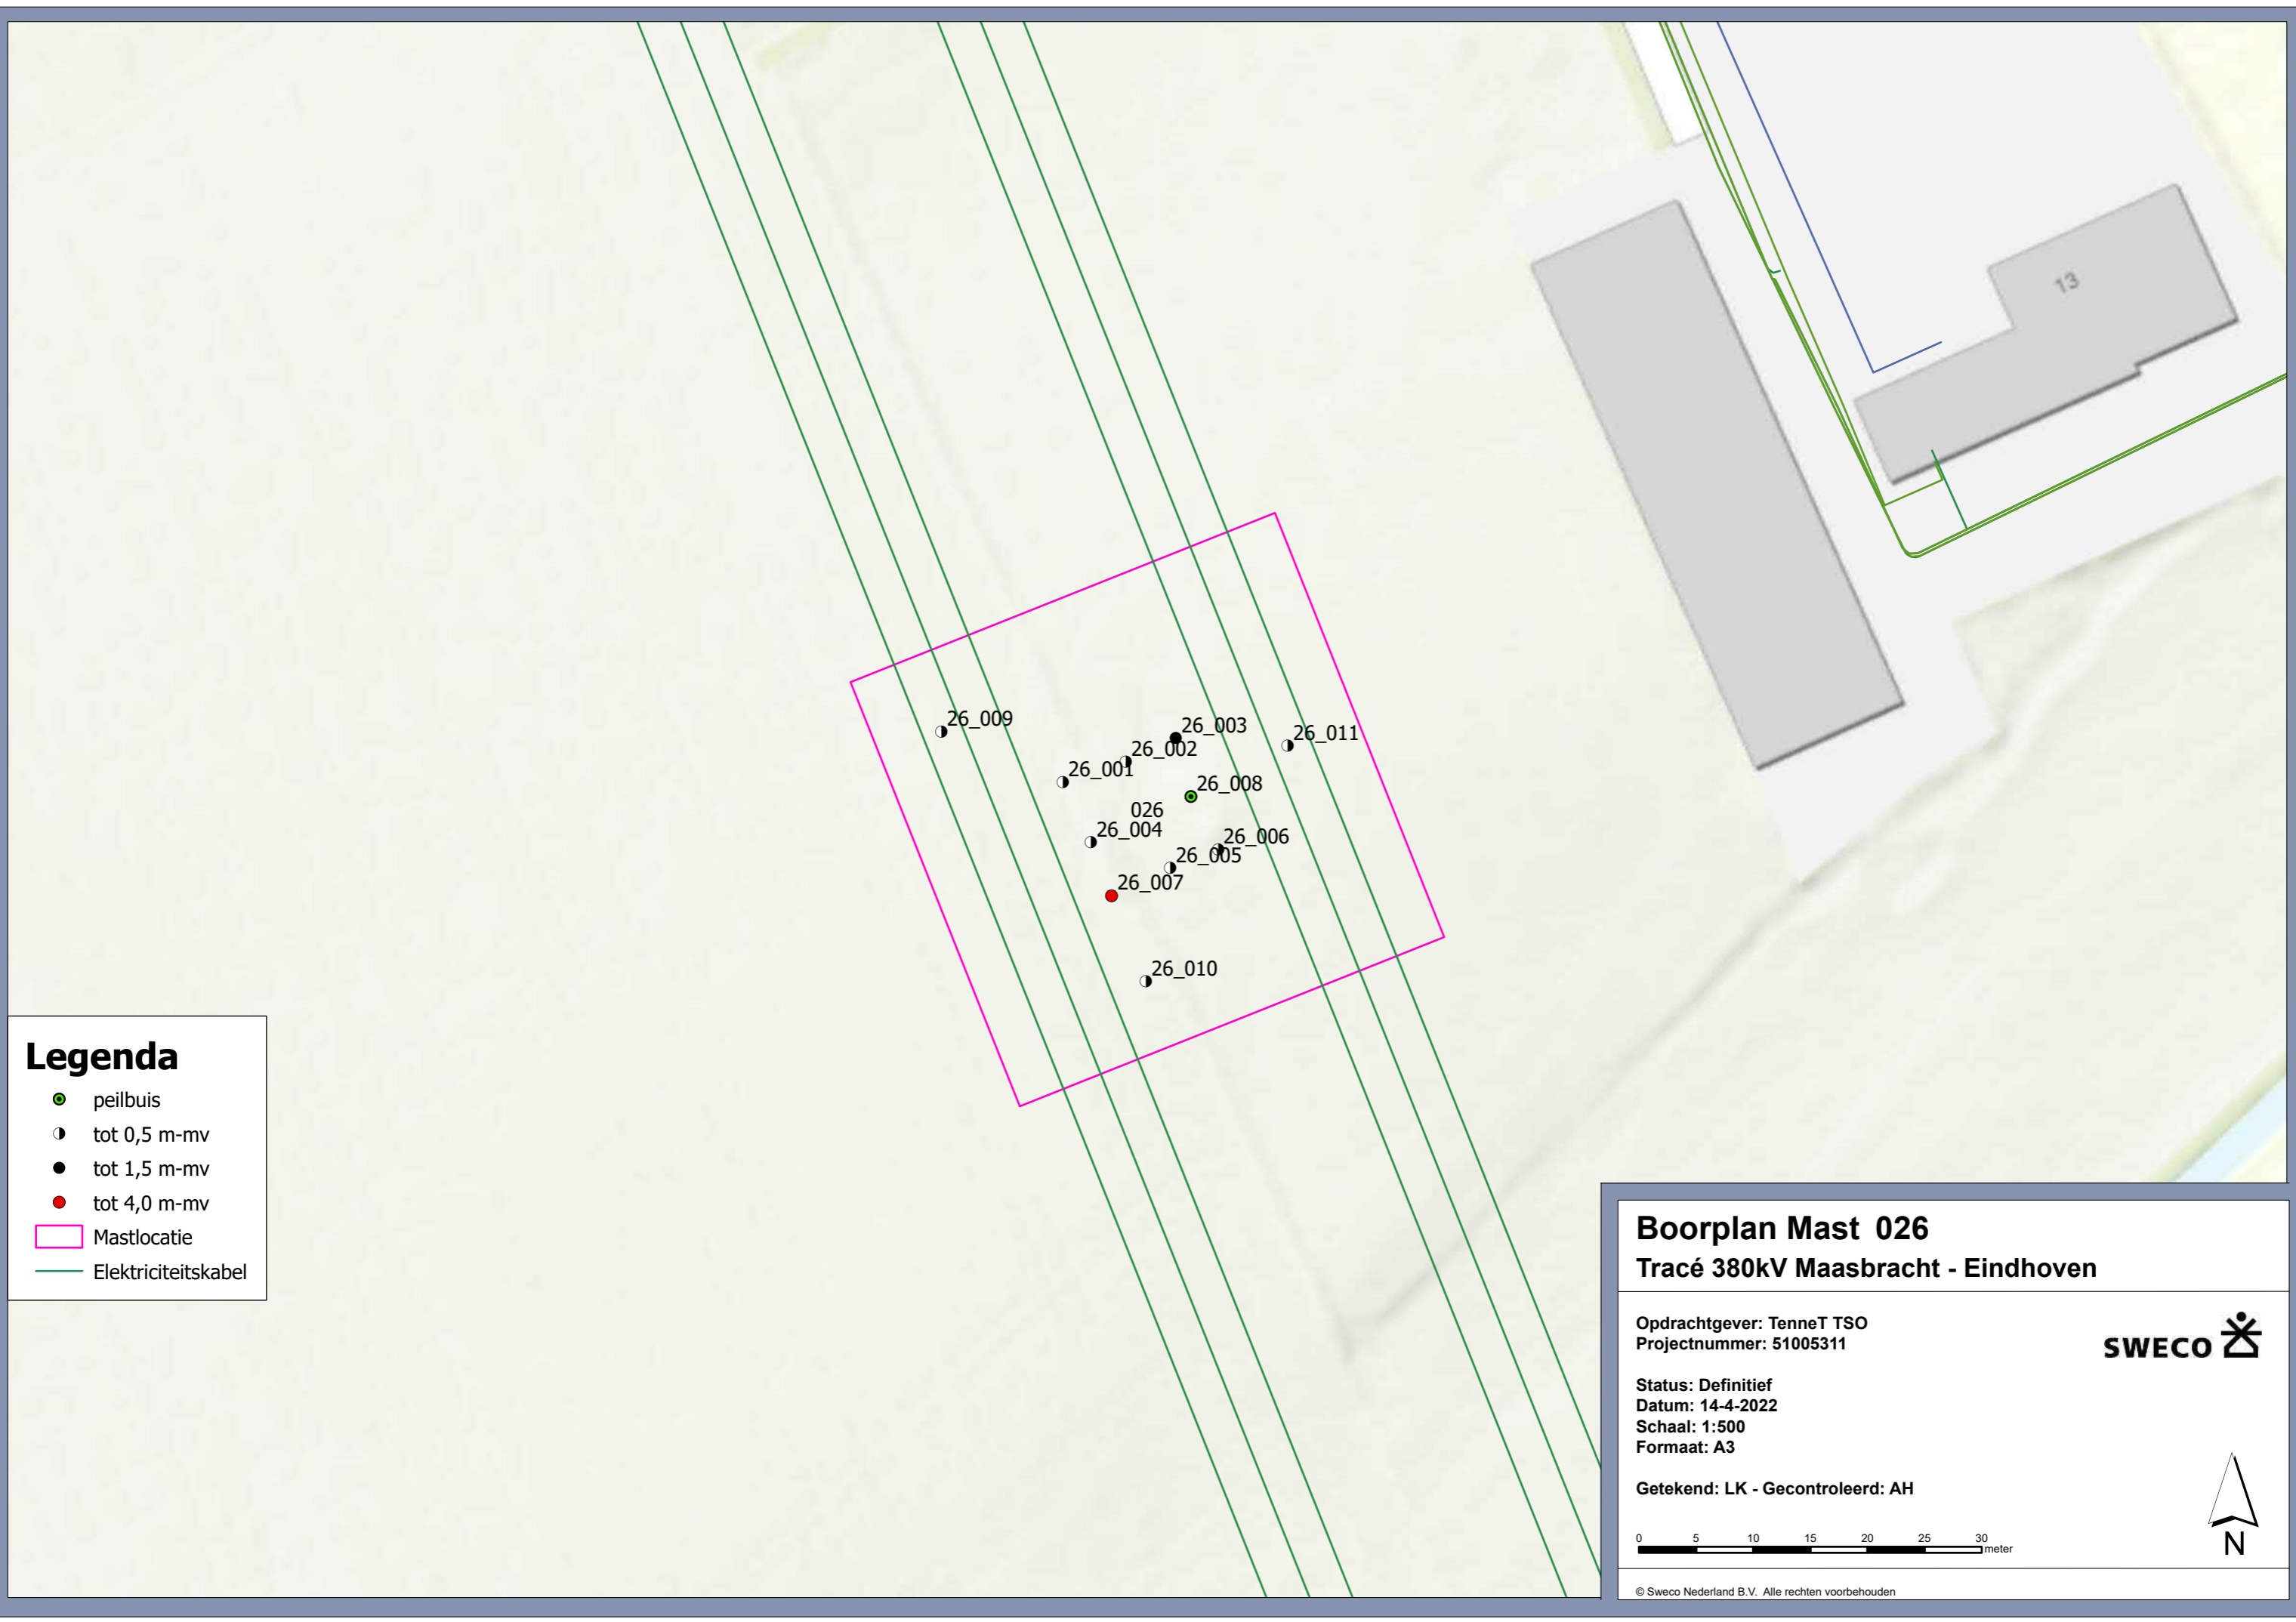 13
26_009
26_003
26_011
26_002
26_001
26_008
026
26_004
26_006
26_005
26_007
26_010
Legenda
peilbuis
tot 0,5 m-mv
tot 1,5 m-mv
tot 4,0 m-mv
Mastlocatie
Elektriciteitskabel
Boorplan Mast 026
Tracé 380kV Maasbracht - Eindhoven
Opdrachtgever: TenneT TSO
Projectnummer: 51005311
SWECO
Status: Definitief
Datum: 14-4-2022
Schaal: 1:500
Formaat: A3
Getekend: LK - Gecontroleerd: AH
0 5 10 15 20 25 30
meter
N
© Sweco Nederland B.V. Alle rechten voorbehouden